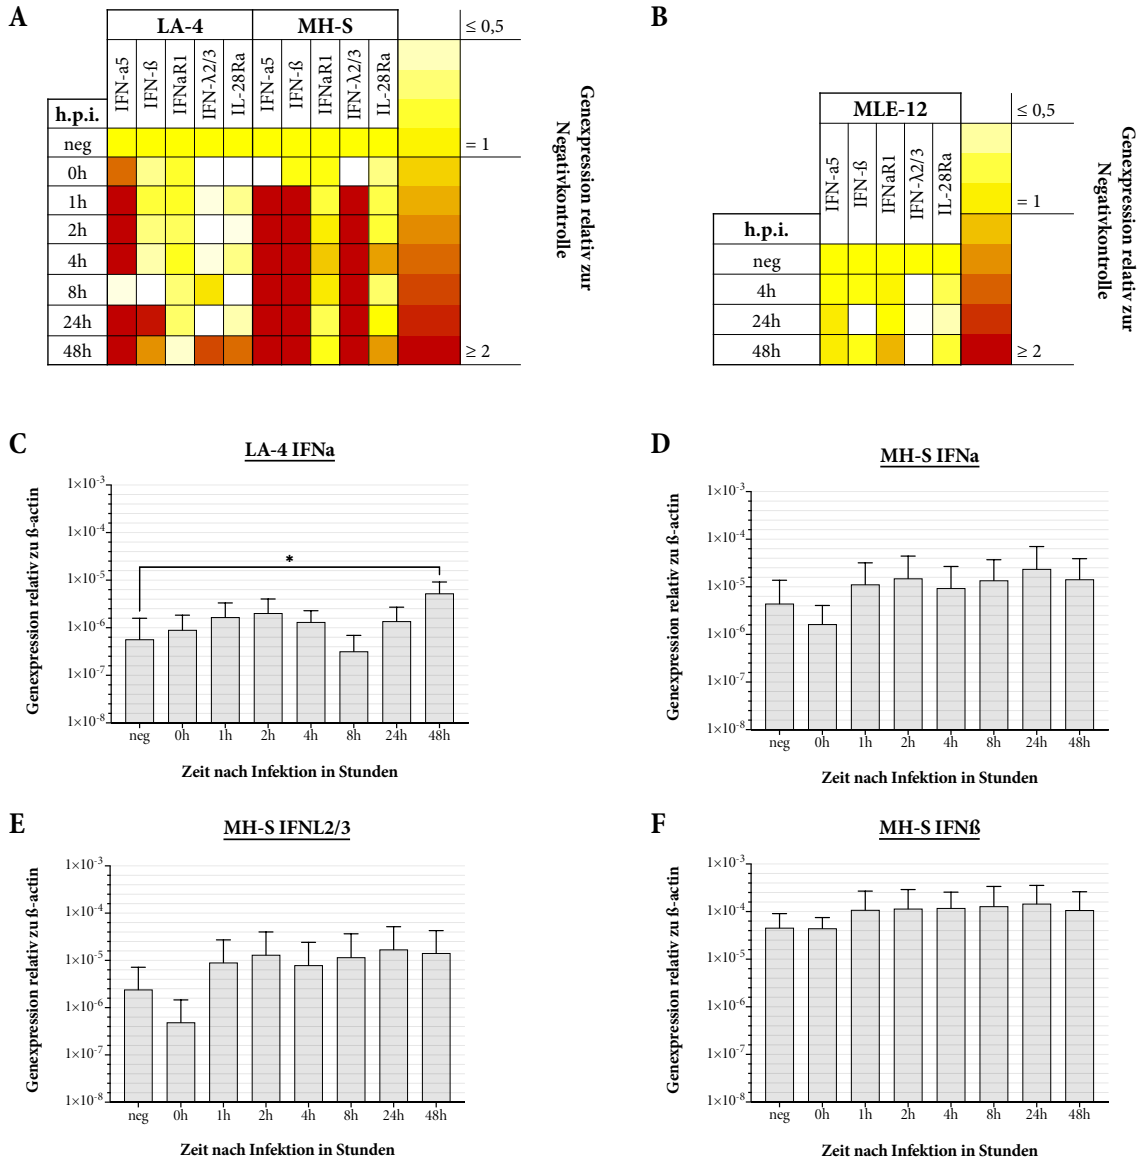 A
LA-4 MH-S
≤ 0,5
IFN-a5 IFN-ß IFNaR1 IFN-λ2/3 IL-28Ra IFN-a5 IFN-ß IFNaR1 IFN-λ2/3 IL-28Ra
h.p.i.
neg
= 1
0h
1h
2h
4h
8h
24h
48h
≥ 2
Genexpression relativ zur
Negativkontrolle
B
MLE-12
≤ 0,5
IFN-a5 IFN-ß IFNaR1 IFN-λ2/3 IL-28Ra
= 1
h.p.i.
neg
4h
24h
48h
≥ 2
Genexpression relativ zur
Negativkontrolle
C
LA-4 IFNa
Genexpression relativ zu ß-actin
1×10⁻³
1×10⁻⁴
1×10⁻⁵
1×10⁻⁶
1×10⁻⁷
1×10⁻⁸
*
neg 0h 1h 2h 4h 8h 24h 48h
Zeit nach Infektion in Stunden
D
MH-S IFNa
Genexpression relativ zu ß-actin
1×10⁻³
1×10⁻⁴
1×10⁻⁵
1×10⁻⁶
1×10⁻⁷
1×10⁻⁸
neg 0h 1h 2h 4h 8h 24h 48h
Zeit nach Infektion in Stunden
E
MH-S IFNL2/3
Genexpression relativ zu ß-actin
1×10⁻³
1×10⁻⁴
1×10⁻⁵
1×10⁻⁶
1×10⁻⁷
1×10⁻⁸
neg 0h 1h 2h 4h 8h 24h 48h
Zeit nach Infektion in Stunden
F
MH-S IFNß
Genexpression relativ zu ß-actin
1×10⁻³
1×10⁻⁴
1×10⁻⁵
1×10⁻⁶
1×10⁻⁷
1×10⁻⁸
neg 0h 1h 2h 4h 8h 24h 48h
Zeit nach Infektion in Stunden